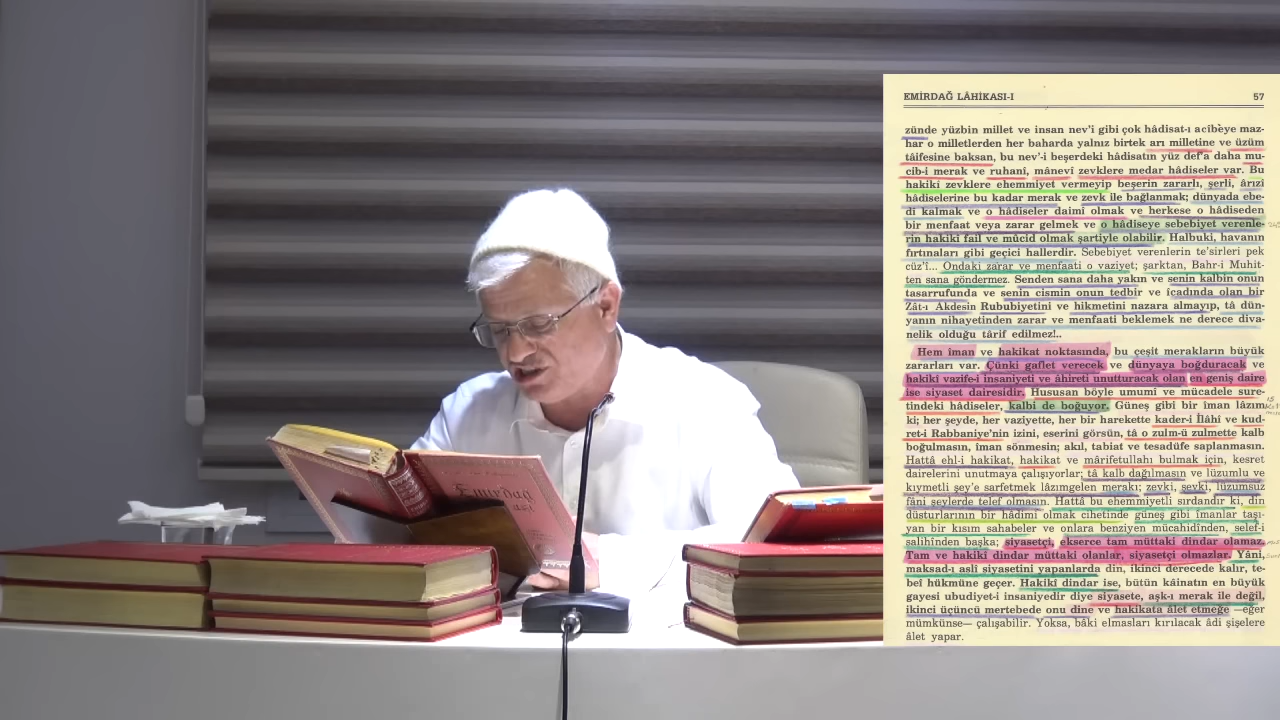 Emirdağ
EMİRDAĞ LÂHİKASI-I 57
zünde yüzbin millet ve insan nev'i gibi çok hâdisat-ı acîbeye maz-
har o milletlerden her baharda yalnız birtek arı milletine ve üzüm
tâifesine baksan, bu nev'-i beşerdeki hâdisatın yüz def'a daha mu-
cib-i merak ve ruhanî, mânevî zevklere medar hâdiseler var. Bu
hakikî zevklere ehemmiyet vermeyip beşerin zararlı, şerli, ârızî
hâdiselerine bu kadar merak ve zevk ile bağlanmak; dünyada ebe-
dî kalmak ve o hâdiseler daimî olmak ve herkese o hâdiseden
bir menfaat veya zarar gelmek ve o hâdiseye sebebiyet verenle-
rin hakikî fail ve mûcid olmak şartiyle olabilir. Halbuki, havanın
fırtınaları gibi geçici hallerdir. Sebebiyet verenlerin te'sirleri pek
cüz'î... Ondaki zarar ve menfaati o vaziyet; şarktan, Bahr-i Muhit-
ten sana göndermez. Senden sana daha yakın ve senin kalbin onun
tasarrufunda ve senin cismin onun tedbir ve îcadında olan bir
Zât-ı Akdesin Rububiyetini ve hikmetini nazara almayıp, tâ dün-
yanın nihayetinden zarar ve menfaati beklemek ne derece diva-
nelik olduğu târif edilmez!..
Hem îman ve hakikat noktasında, bu çeşit merakların büyük
zararları var. Çünki gaflet verecek ve dünyaya boğduracak ve
hakikî vazife-i insaniyeti ve âhireti unutturacak olan en geniş daire
ise siyaset dairesidir. Hususan böyle umumî ve mücadele sure-
tindeki hâdiseler, kalbi de boğuyor. Güneş gibi bir îman lâzım
ki; her şeyde, her vaziyette, her bir harekette kader-i İlâhî ve kud-
ret-i Rabbaniye'nin izini, eserini görsün, tâ o zulm-ü zulmette kalb
boğulmasın, îman sönmesin; akıl, tabiat ve tesadüfe saplanmasın.
Hattâ ehl-i hakikat, hakikat ve mârifetullahı bulmak için, kesret
dairelerini unutmaya çalışıyorlar; tâ kalb dağılmasın ve lüzumlu ve
kıymetli şey'e sarfetmek lâzımgelen merakı; zevki, şevki, lüzumsuz
fâni şeylerde telef olmasın. Hattâ bu ehemmiyetli sırdandır ki, din
düsturlarının bir hâdimi olmak cihetinde güneş gibi îmanlar taşı-
yan bir kısım sahabeler ve onlara benziyen mücahidînden, selef-i
salihînden başka; siyasetçi, ekserce tam müttaki dindar olamaz.
Tam ve hakikî dindar müttaki olanlar, siyasetçi olmazlar. Yâni,
maksad-ı aslî siyasetini yapanlarda din, ikinci derecede kalır, te-
beî hükmüne geçer. Hakikî dindar ise, bütün kâinatın en büyük
gayesi ubudiyet-i insaniyedir diye siyasete, aşk-ı merak ile değil,
ikinci üçüncü mertebede onu dine ve hakikata âlet etmeğe —eğer
mümkünse— çalışabilir. Yoksa, bâki elmasları kırılacak âdi şişelere
âlet yapar.